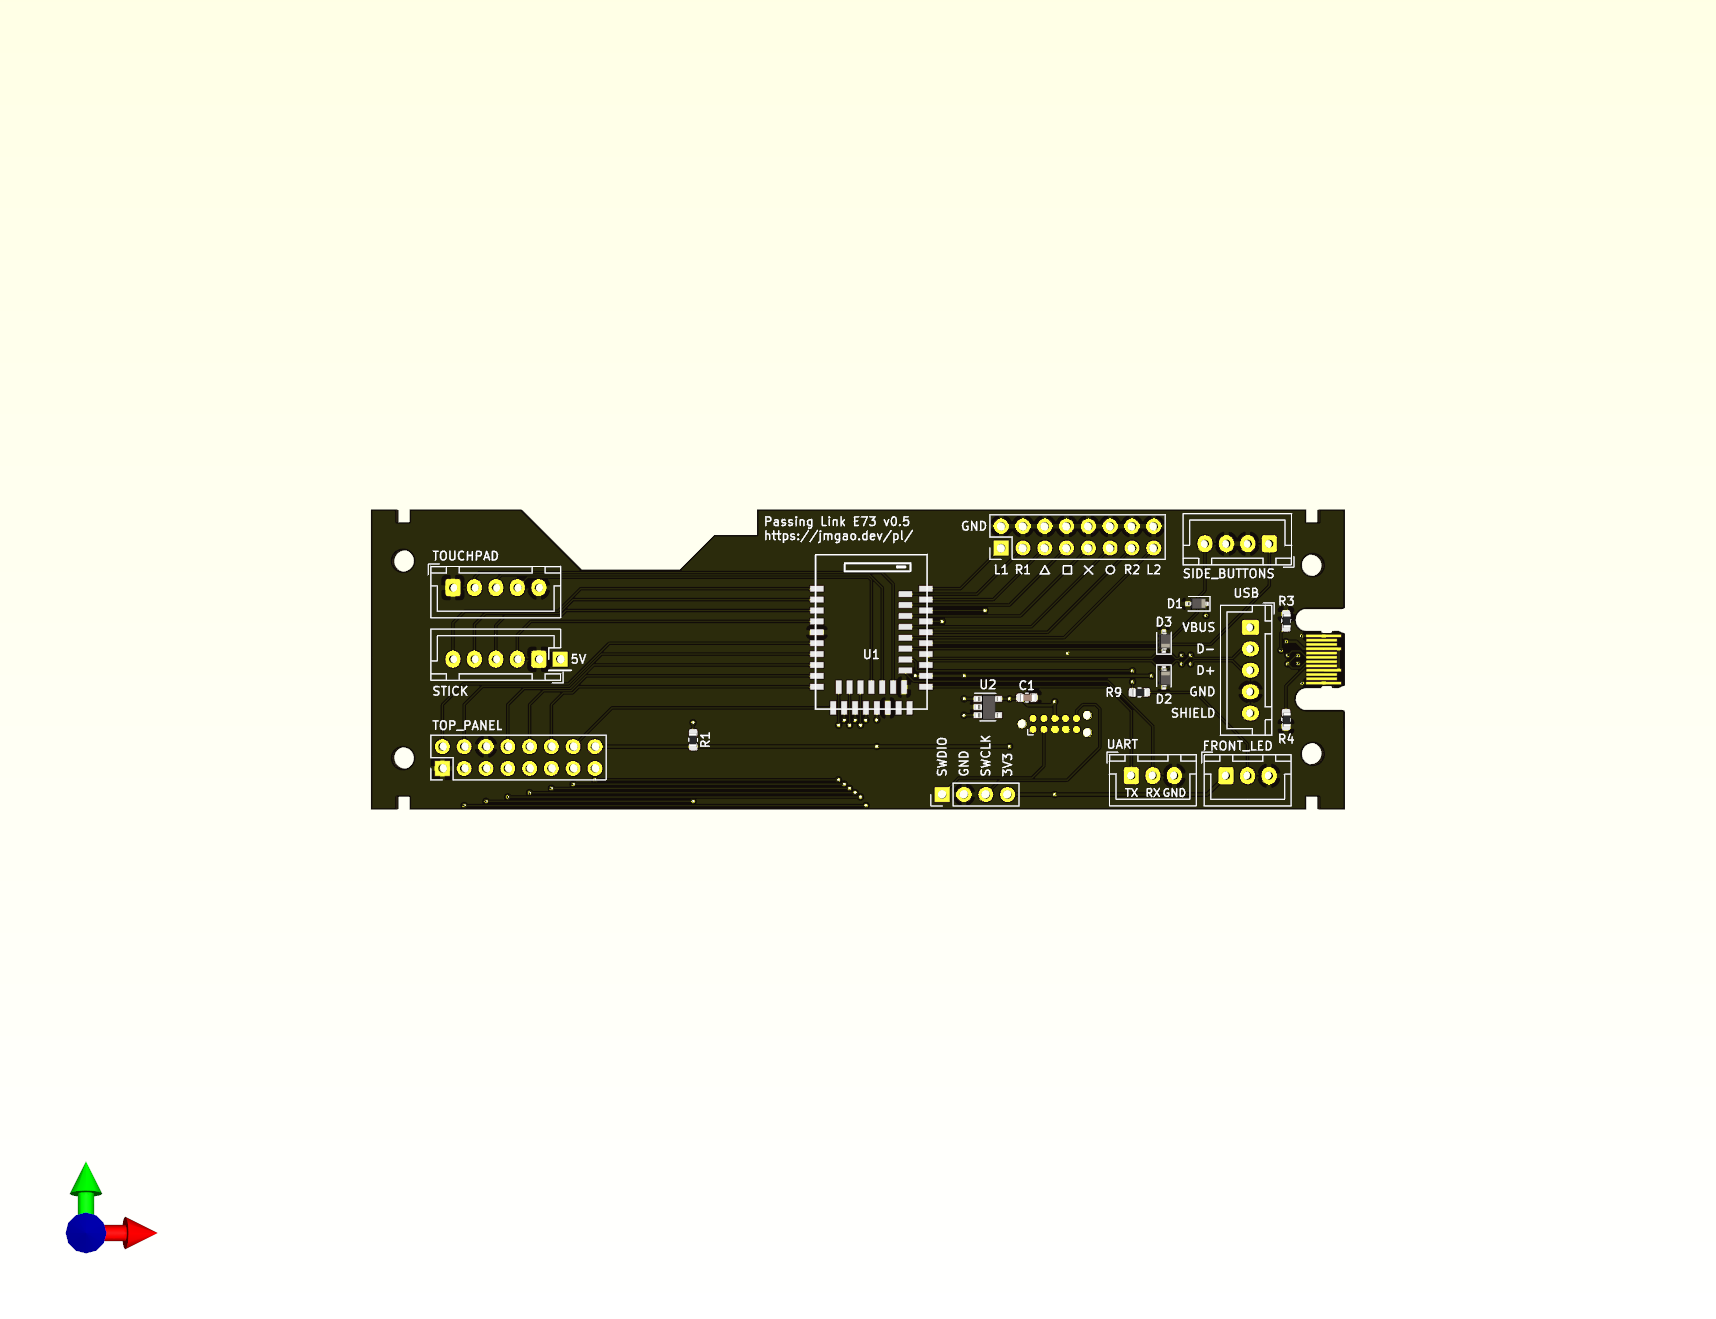 Passing Link E73 v0.5
https://jmgao.dev/pl/
GND
L1 R1 △ □ ✕ ○ R2 L2
SIDE_BUTTONS
TOUCHPAD
USB
D1
R3
D3
VBUS
D-
D+
GND
SHIELD
U1
5V
STICK
U2
C1
R9
D2
TOP_PANEL
R1
SWDIO
GND
SWCLK
3V3
UART
TX RX GND
FRONT_LED
R4